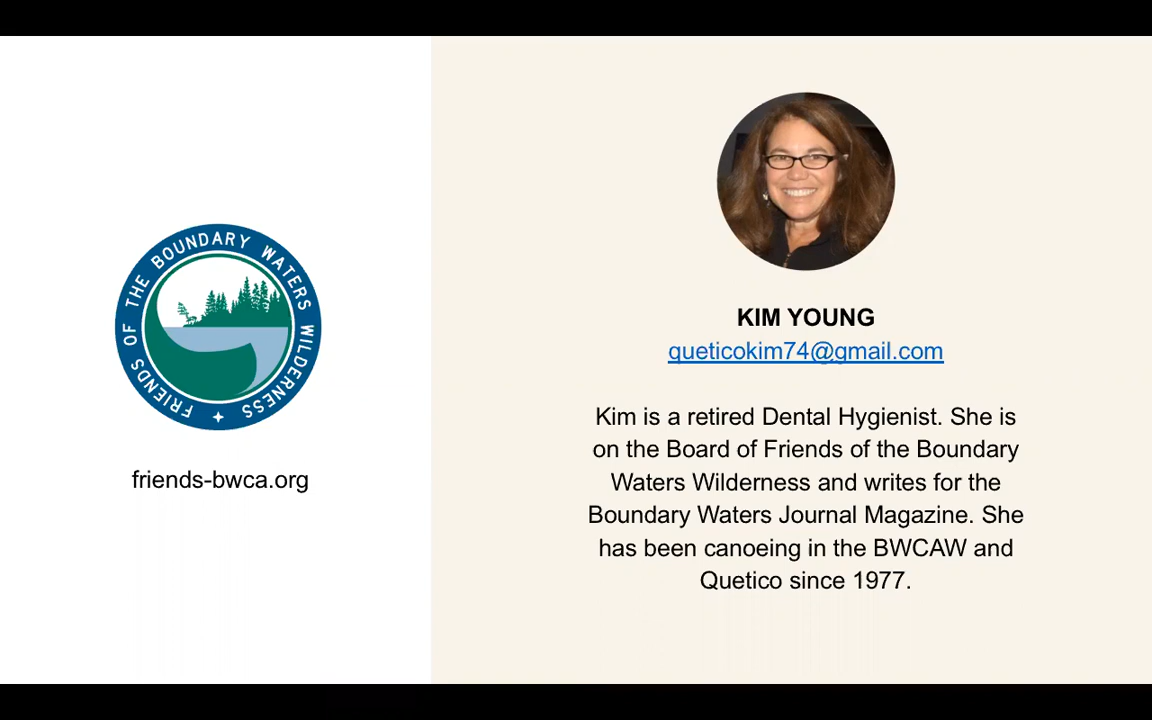 FRIENDS OF THE BOUNDARY WATERS WILDERNESS
friends-bwca.org
KIM YOUNG
queticokim74@gmail.com
Kim is a retired Dental Hygienist. She is
on the Board of Friends of the Boundary
Waters Wilderness and writes for the
Boundary Waters Journal Magazine. She
has been canoeing in the BWCAW and
Quetico since 1977.